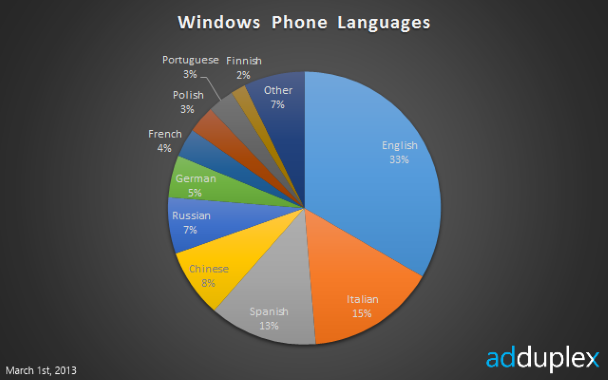 Windows Phone Languages
English
33%
Italian
15%
Spanish
13%
Chinese
8%
Russian
7%
German
5%
French
4%
Polish
3%
Portuguese
3%
Finnish
2%
Other
7%
March 1st, 2013
adduplex